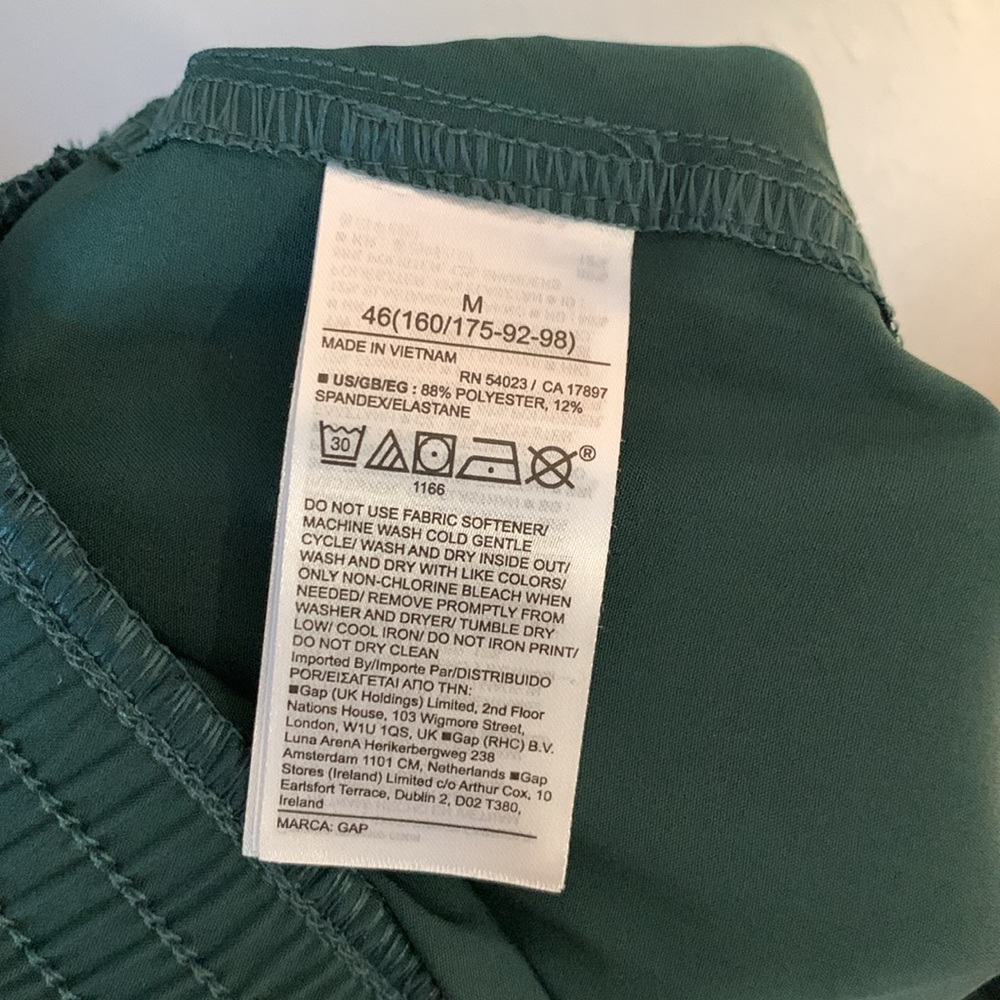 M
46(160/175-92-98)
MADE IN VIETNAM
RN 54023 / CA 17897
■ US/GB/EG : 88% POLYESTER, 12%
SPANDEX/ELASTANE
30 ®
1166
DO NOT USE FABRIC SOFTENER/
MACHINE WASH COLD GENTLE
CYCLE/ WASH AND DRY INSIDE OUT/
WASH AND DRY WITH LIKE COLORS/
ONLY NON-CHLORINE BLEACH WHEN
NEEDED/ REMOVE PROMPTLY FROM
WASHER AND DRYER/ TUMBLE DRY
LOW/ COOL IRON/ DO NOT IRON PRINT/
DO NOT DRY CLEAN
Imported By/Importe Par/DISTRIBUIDO
POR/ΕΙΣΑΓΕΤΑΙ ΑΠΟ ΤΗΝ:
■Gap (UK Holdings) Limited, 2nd Floor
Nations House, 103 Wigmore Street,
London, W1U 1QS, UK ■Gap (RHC) B.V.
Luna ArenA Herikerbergweg 238
Amsterdam 1101 CM, Netherlands ■Gap
Stores (Ireland) Limited c/o Arthur Cox, 10
Earlsfort Terrace, Dublin 2, D02 T380,
Ireland
MARCA: GAP